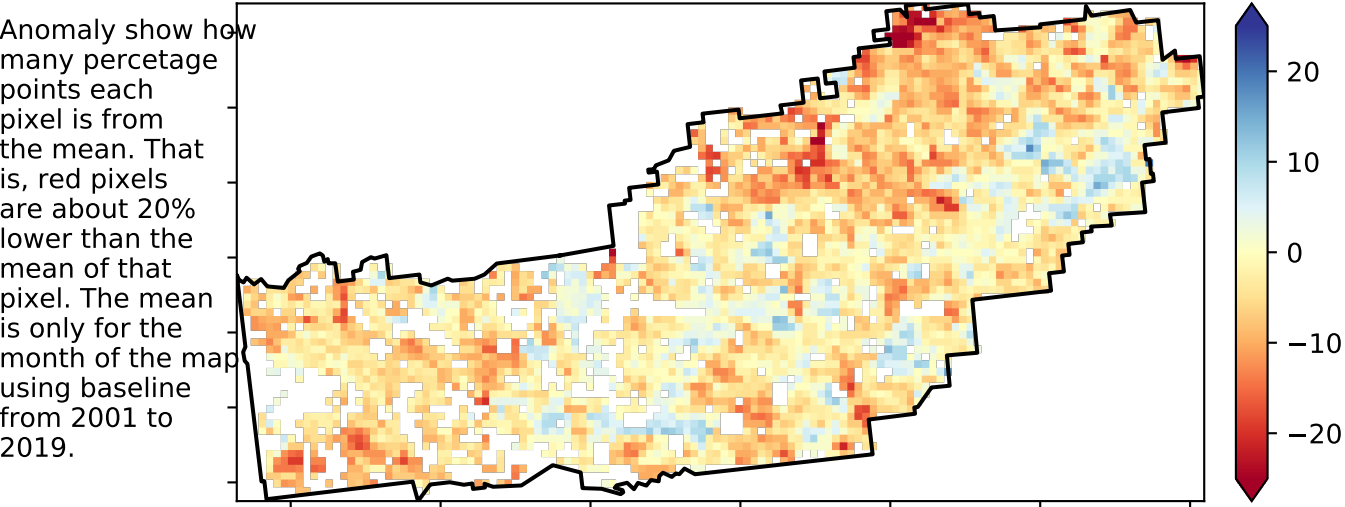 Anomaly show how
many percetage
points each
pixel is from
the mean. That
is, red pixels
are about 20%
lower than the
mean of that
pixel. The mean
is only for the
month of the map
using baseline
from 2001 to
2019.
20
10
0
−10
−20